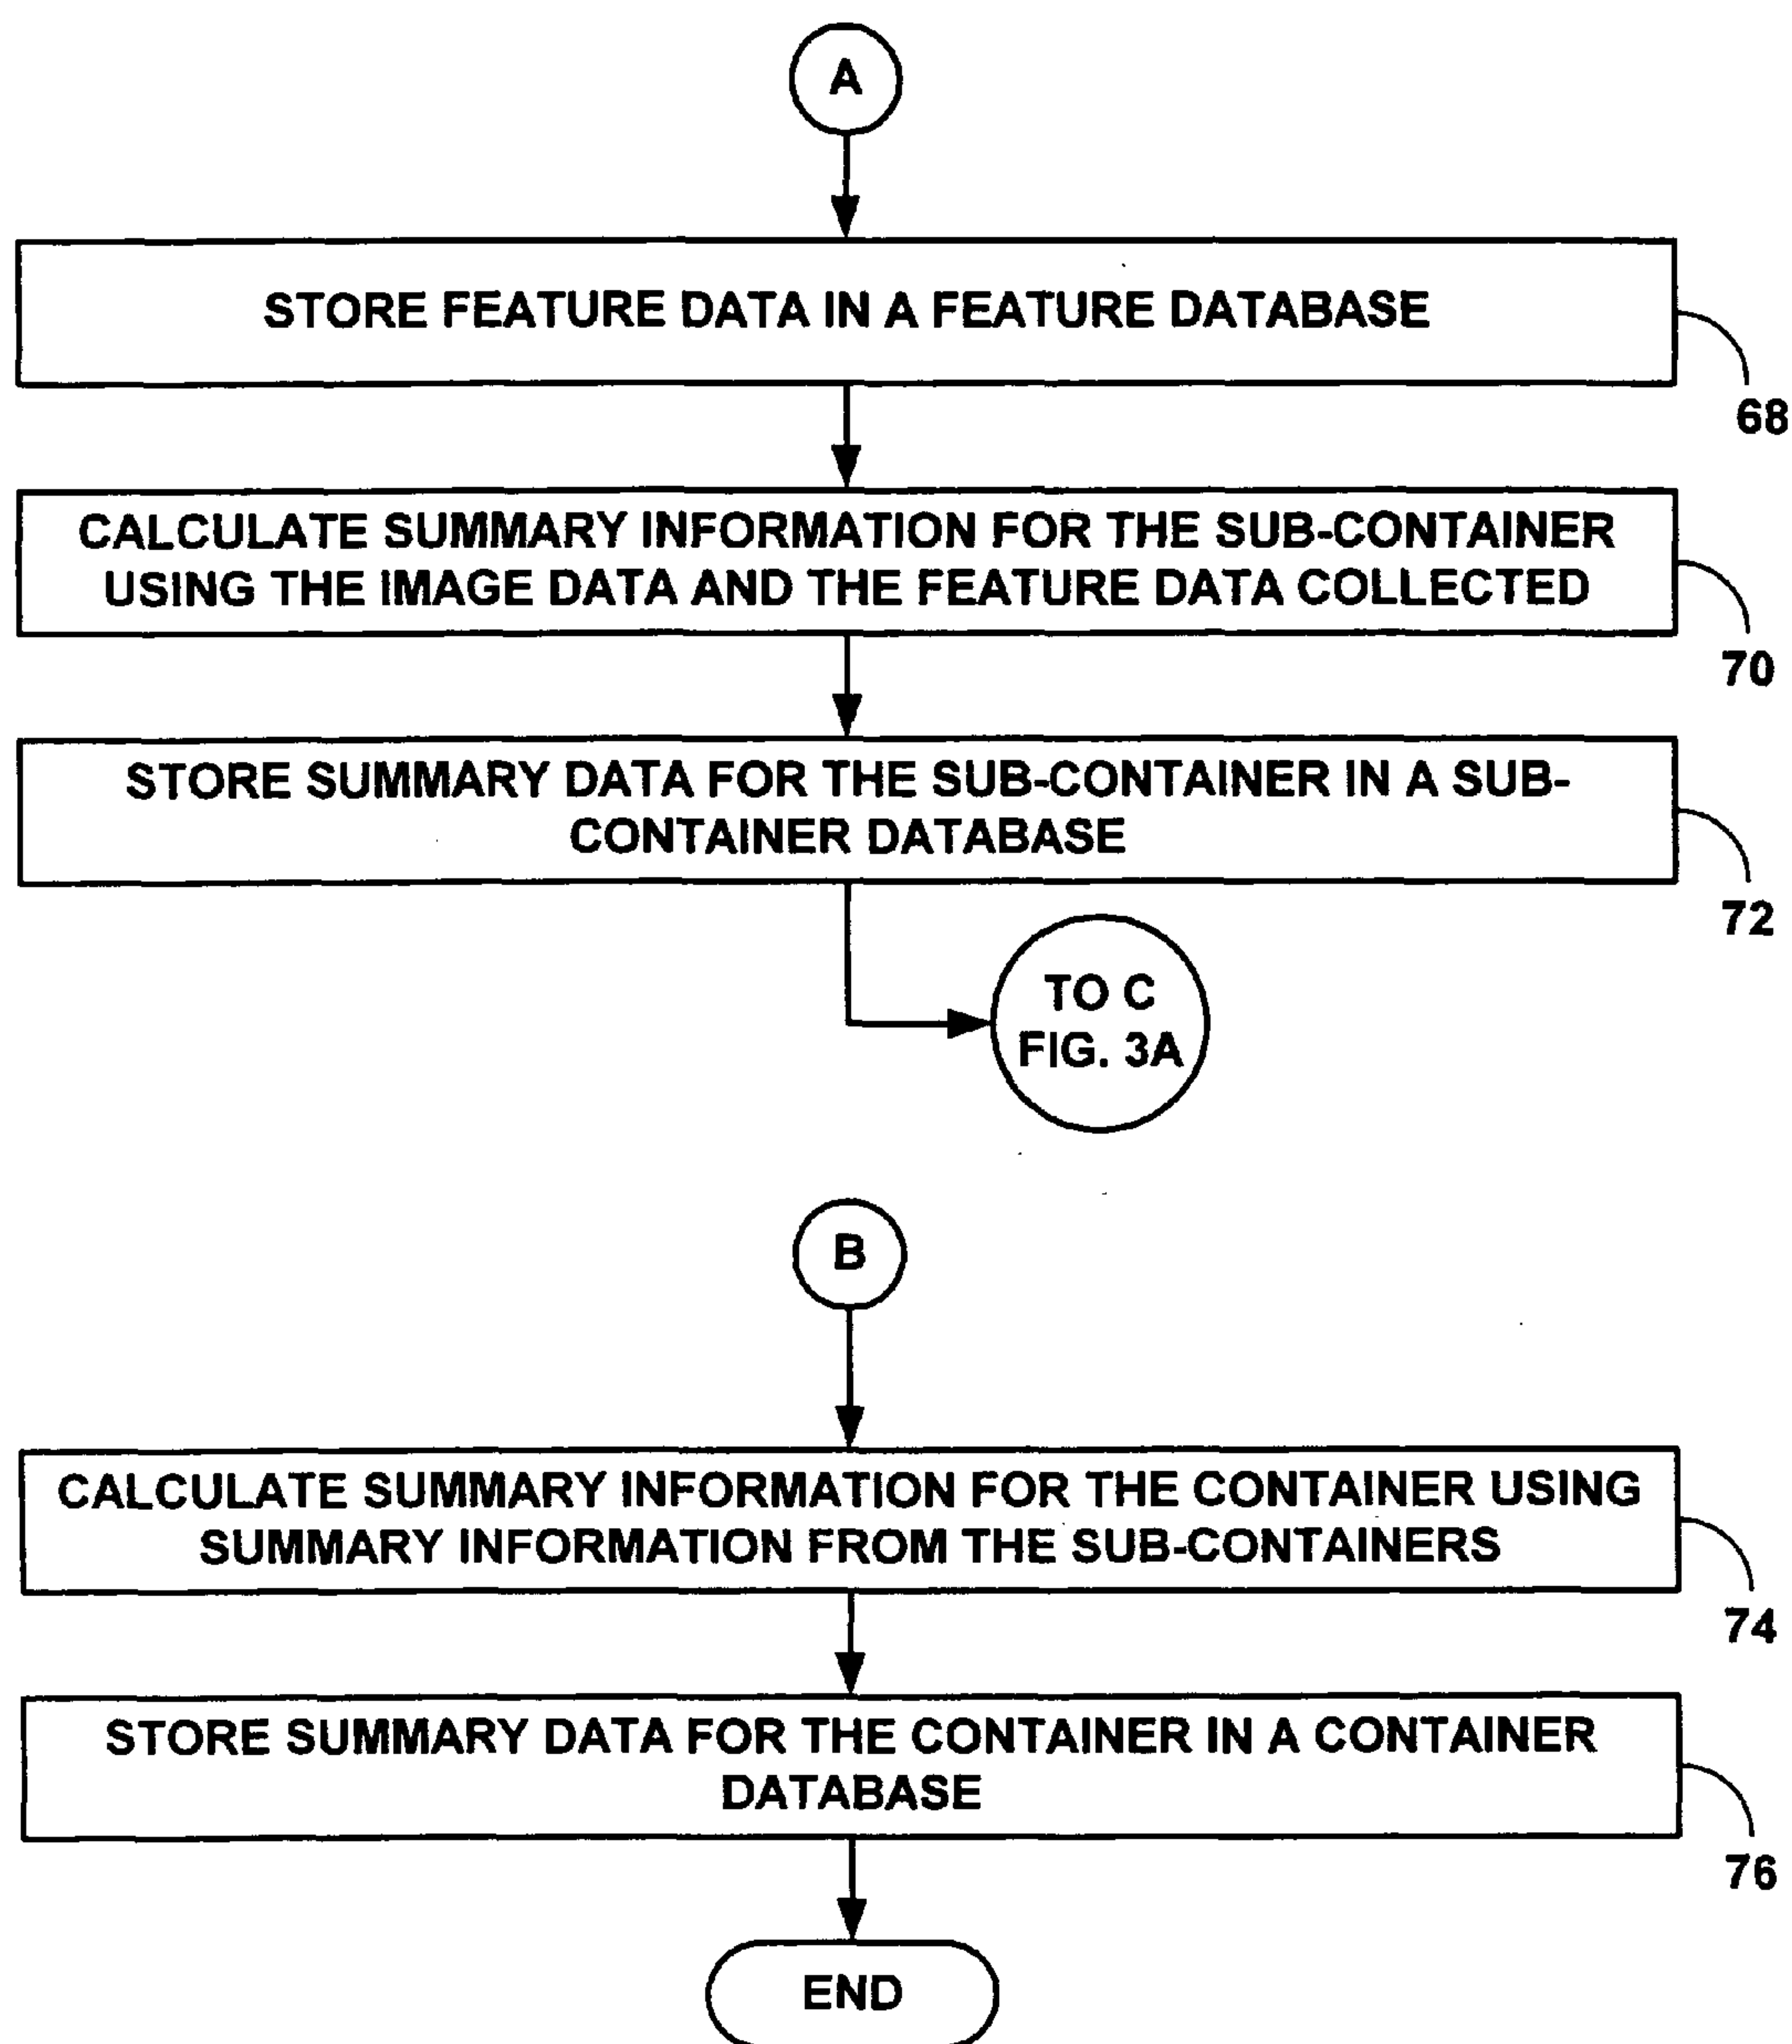 A
STORE FEATURE DATA IN A FEATURE DATABASE
68
CALCULATE SUMMARY INFORMATION FOR THE SUB-CONTAINER
USING THE IMAGE DATA AND THE FEATURE DATA COLLECTED
70
STORE SUMMARY DATA FOR THE SUB-CONTAINER IN A SUB-
CONTAINER DATABASE
72
TO C
FIG. 3A
B
CALCULATE SUMMARY INFORMATION FOR THE CONTAINER USING
SUMMARY INFORMATION FROM THE SUB-CONTAINERS
74
STORE SUMMARY DATA FOR THE CONTAINER IN A CONTAINER
DATABASE
76
END